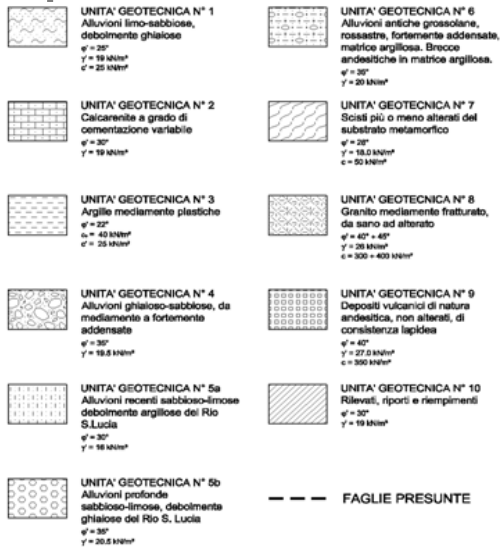 UNITA' GEOTECNICA N° 1
Alluvioni limo-sabbiose,
debolmente ghiaiose
φ' = 25°
γ' = 19 kN/m³
c' = 25 kN/m²
UNITA' GEOTECNICA N° 2
Calcarenite a grado di
cementazione variabile
φ' = 30°
γ' = 19 kN/m³
UNITA' GEOTECNICA N° 3
Argille mediamente plastiche
φ' = 22°
cᵤ = 40 kN/m²
c' = 25 kN/m²
UNITA' GEOTECNICA N° 4
Alluvioni ghiaioso-sabbiose, da
mediamente a fortemente
addensate
φ' = 35°
γ' = 19.5 kN/m³
UNITA' GEOTECNICA N° 5a
Alluvioni recenti sabbioso-limose
debolmente argillose del Rio
S.Lucia
φ' = 30°
γ' = 16 kN/m³
UNITA' GEOTECNICA N° 5b
Alluvioni profonde
sabbioso-limose, debolmente
ghiaiose del Rio S. Lucia
φ' = 35°
γ' = 20.5 kN/m³
UNITA' GEOTECNICA N° 6
Alluvioni antiche grossolane,
rossastre, fortemente addensate,
matrice argillosa. Brecce
andesitiche in matrice argillosa.
φ' = 35°
γ' = 20 kN/m³
UNITA' GEOTECNICA N° 7
Scisti più o meno alterati del
substrato metamorfico
φ' = 28°
γ' = 18.0 kN/m³
c = 50 kN/m²
UNITA' GEOTECNICA N° 8
Granito mediamente fratturato,
da sano ad alterato
φ' = 40° ÷ 45°
γ' = 26 kN/m³
c = 300 ÷ 400 kN/m²
UNITA' GEOTECNICA N° 9
Depositi vulcanici di natura
andesitica, non alterati, di
consistenza lapidea
φ' = 40°
γ' = 27.0 kN/m³
c = 350 kN/m²
UNITA' GEOTECNICA N° 10
Rilevati, riporti e riempimenti
φ' = 30°
γ' = 19 kN/m³
FAGLIE PRESUNTE